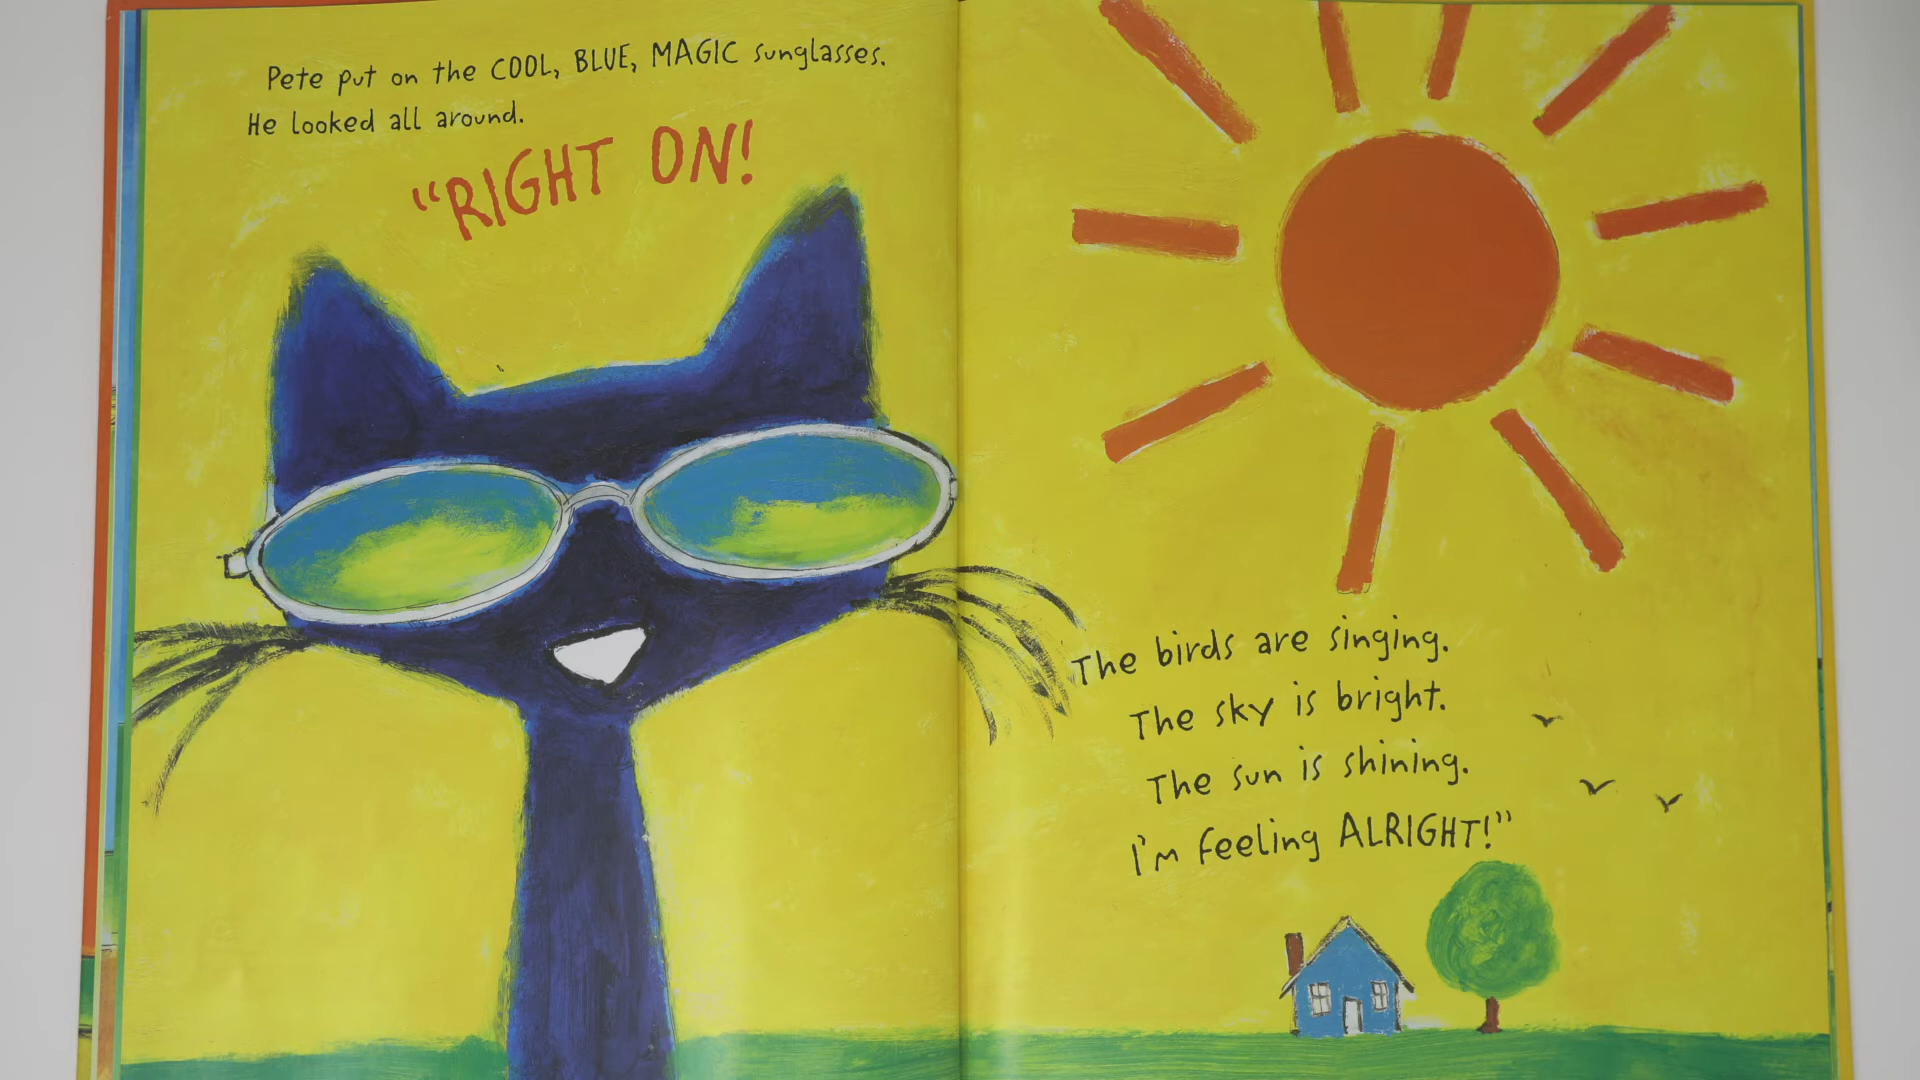 Pete put on the COOL, BLUE, MAGIC sunglasses.
He looked all around.
“RIGHT ON!
The birds are singing.
The sky is bright.
The sun is shining.
I'm feeling ALRIGHT!”